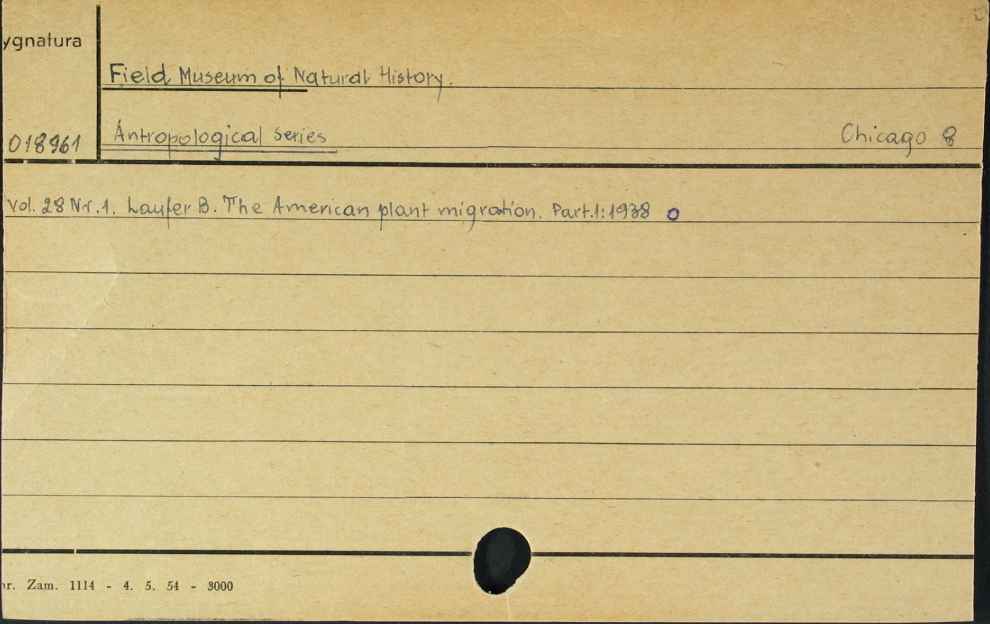 ygnatura
Field Museum of Natural History.
018961
Antropological Series
Chicago 8
Vol. 28 Nr. 1. Laufer B. The American plant migration. Part.1:1938 o
nr. Zam. 1114 - 4. 5. 54 - 3000